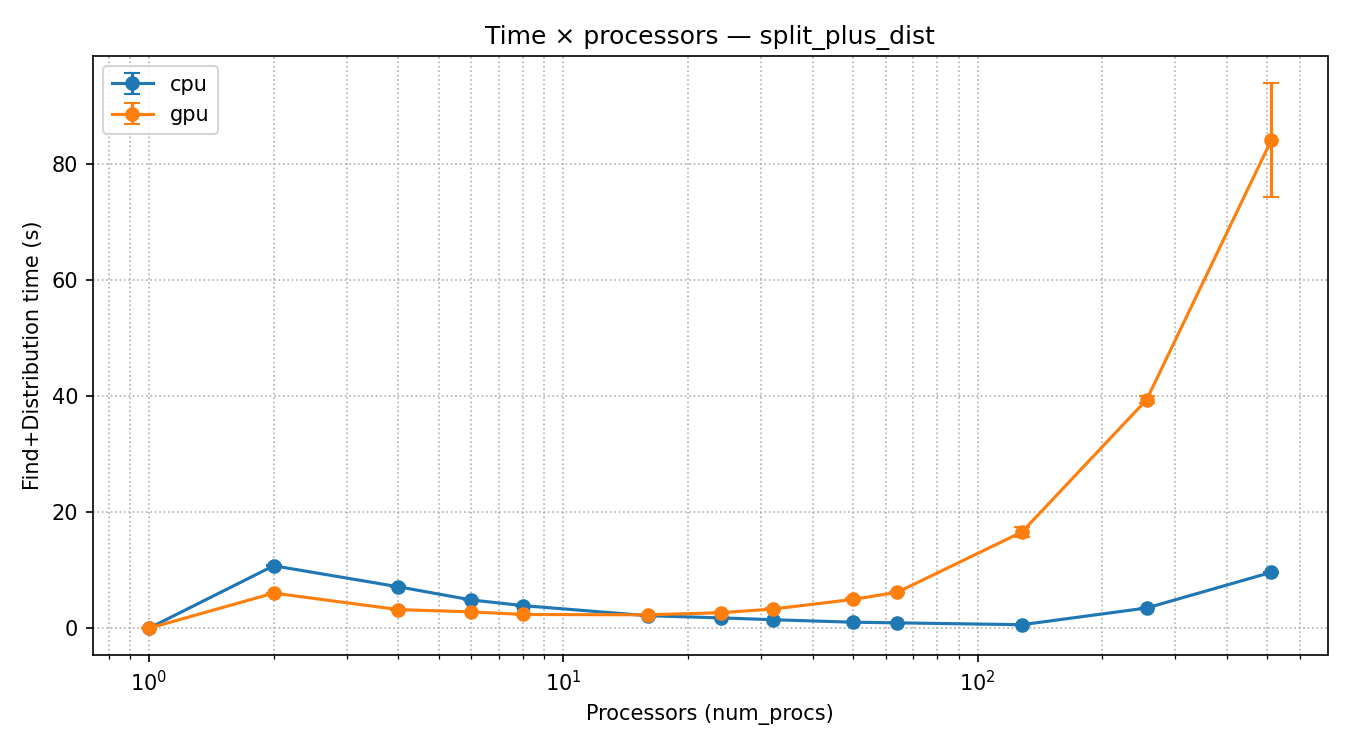 Time × processors — split_plus_dist
cpu
gpu
Find+Distribution time (s)
80
60
40
20
0
10⁰
10¹
10²
Processors (num_procs)